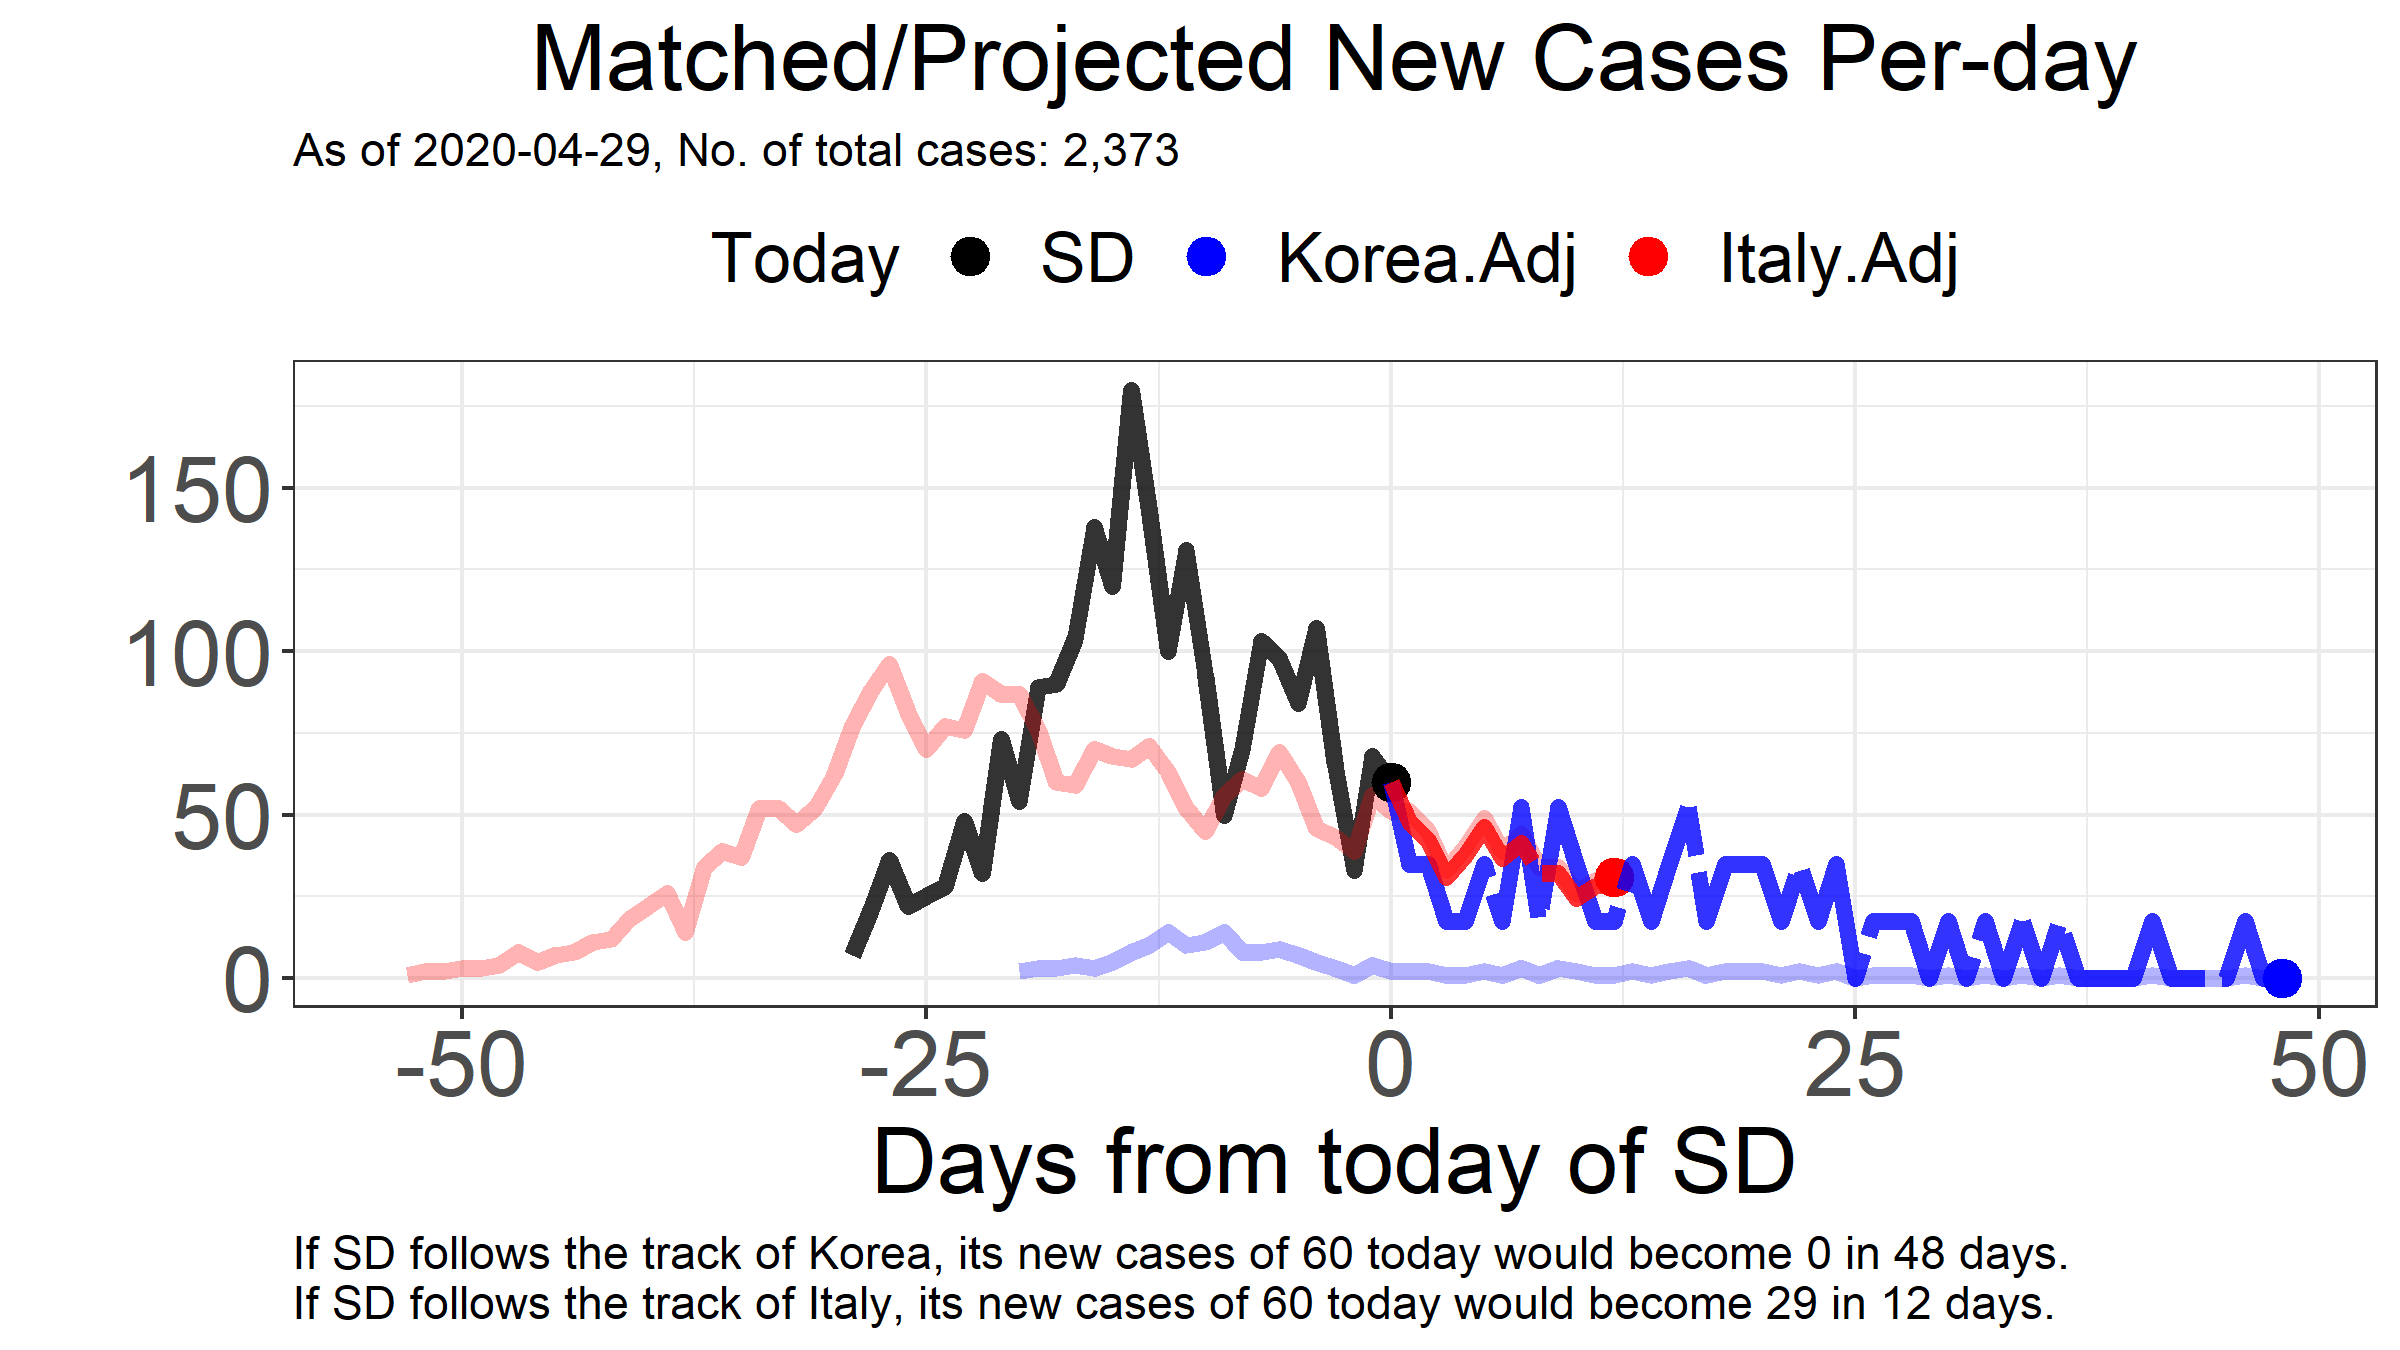 Matched/Projected New Cases Per-day
As of 2020-04-29, No. of total cases: 2,373
Today SD Korea.Adj Italy.Adj
150
100
50
0
-50 -25 0 25 50
Days from today of SD
If SD follows the track of Korea, its new cases of 60 today would become 0 in 48 days.
If SD follows the track of Italy, its new cases of 60 today would become 29 in 12 days.